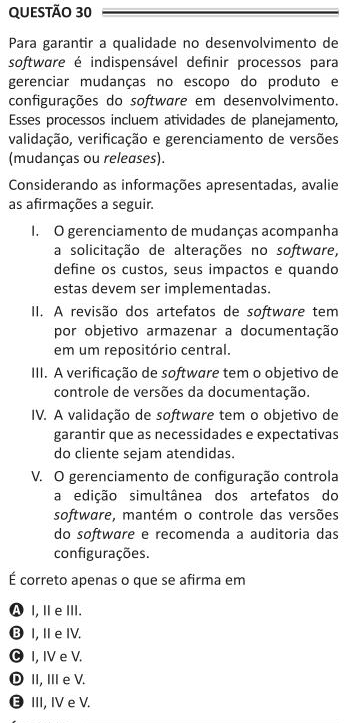 QUESTÃO 30
Para garantir a qualidade no desenvolvimento de
software é indispensável definir processos para
gerenciar mudanças no escopo do produto e
configurações do software em desenvolvimento.
Esses processos incluem atividades de planejamento,
validação, verificação e gerenciamento de versões
(mudanças ou releases).
Considerando as informações apresentadas, avalie
as afirmações a seguir.
I. O gerenciamento de mudanças acompanha
a solicitação de alterações no software,
define os custos, seus impactos e quando
estas devem ser implementadas.
II. A revisão dos artefatos de software tem
por objetivo armazenar a documentação
em um repositório central.
III. A verificação de software tem o objetivo de
controle de versões da documentação.
IV. A validação de software tem o objetivo de
garantir que as necessidades e expectativas
do cliente sejam atendidas.
V. O gerenciamento de configuração controla
a edição simultânea dos artefatos do
software, mantém o controle das versões
do software e recomenda a auditoria das
configurações.
É correto apenas o que se afirma em
A I, II e III.
B I, II e IV.
C I, IV e V.
D II, III e V.
E III, IV e V.